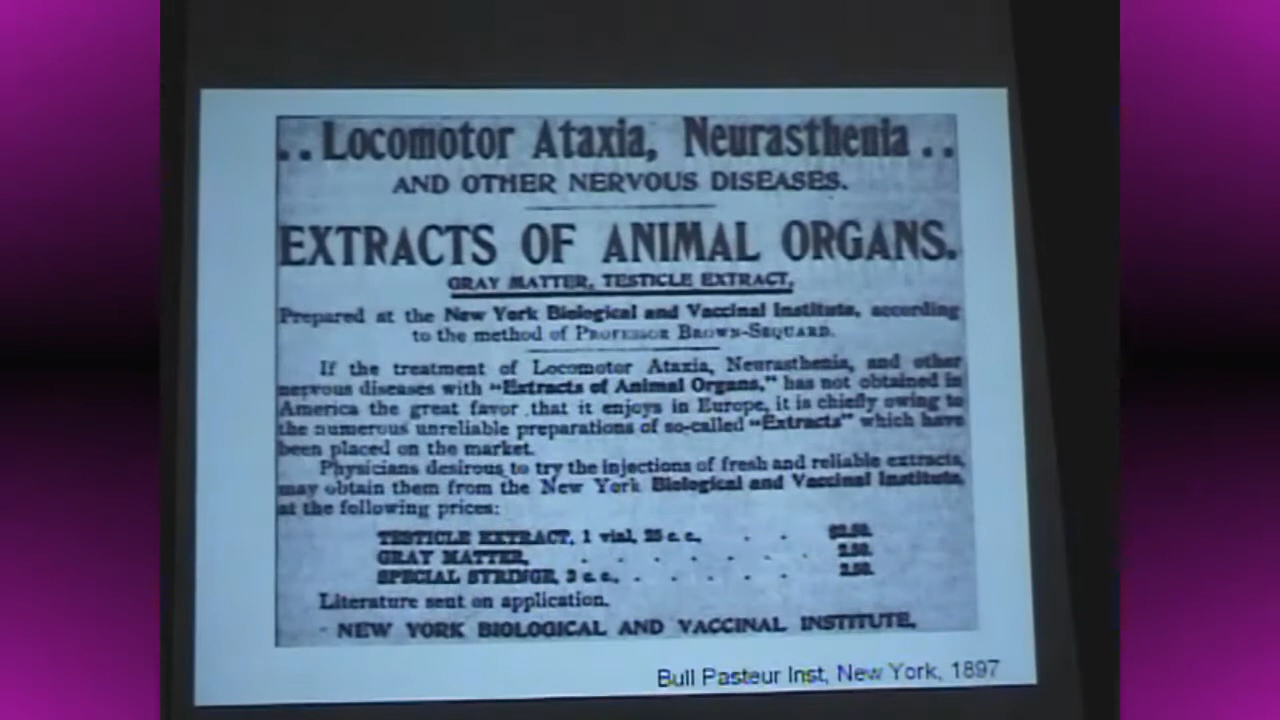 . . Locomotor Ataxia, Neurasthenia . .
AND OTHER NERVOUS DISEASES.
EXTRACTS OF ANIMAL ORGANS.
GRAY MATTER, TESTICLE EXTRACT,
Prepared at the New York Biological and Vaccinal Institute, according
to the method of PROFESSOR BROWN-SEQUARD.
If the treatment of Locomotor Ataxia, Neurasthenia, and other
nervous diseases with "Extracts of Animal Organs," has not obtained in
America the great favor that it enjoys in Europe, it is chiefly owing to
the numerous unreliable preparations of so-called "Extracts" which have
been placed on the market.
Physicians desirous to try the injections of fresh and reliable extracts,
may obtain them from the New York Biological and Vaccinal Institute,
at the following prices:
TESTICLE EXTRACT, 1 vial, 25 c. c., . . $2.50.
GRAY MATTER, . . . . . . . 2.50.
SPECIAL SYRINGE, 3 c. c., . . . . . . 2.50.
Literature sent on application.
NEW YORK BIOLOGICAL AND VACCINAL INSTITUTE.
Bull Pasteur Inst, New York, 1897